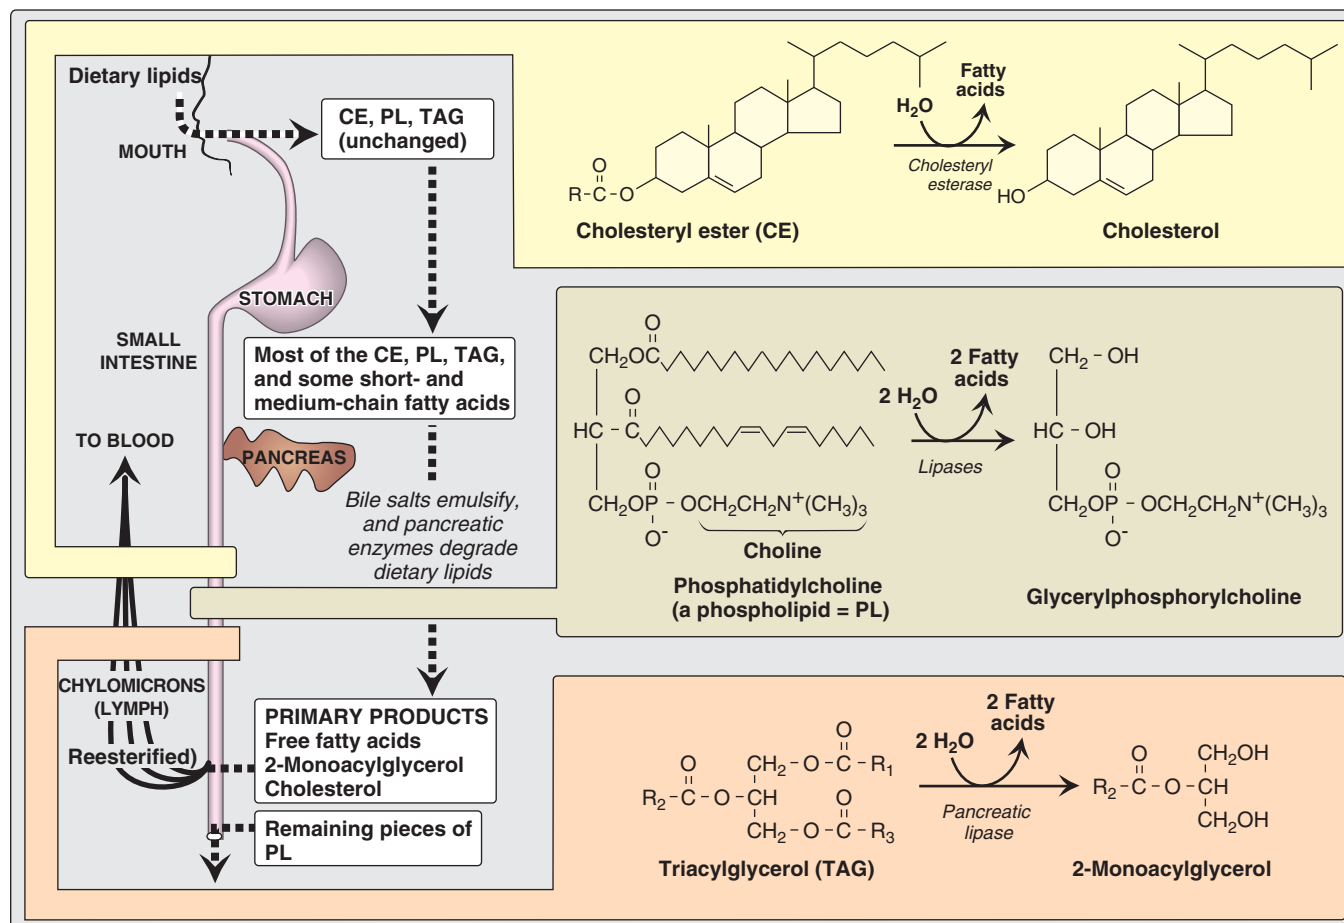 Dietary lipids
MOUTH
CE, PL, TAG
(unchanged)
STOMACH
SMALL
INTESTINE
Most of the CE, PL, TAG,
and some short- and
medium-chain fatty acids
TO BLOOD
PANCREAS
Bile salts emulsify,
and pancreatic
enzymes degrade
dietary lipids
CHYLOMICRONS
(LYMPH)
Reesterified)
PRIMARY PRODUCTS
Free fatty acids
2-Monoacylglycerol
Cholesterol
Remaining pieces of
PL
O
R-C-O
Cholesteryl ester (CE)
H₂O
Fatty
acids
Cholesteryl
esterase
HO
Cholesterol
O
CH₂OC
O
HC - C
O
CH₂OP - OCH₂CH₂N⁺(CH₃)₃
O⁻
Choline
Phosphatidylcholine
(a phospholipid = PL)
2 H₂O
2 Fatty
acids
Lipases
CH₂ - OH
HC - OH
O
CH₂OP - OCH₂CH₂N⁺(CH₃)₃
O⁻
Glycerylphosphorylcholine
O
CH₂-O-C-R₁
O
R₂-C-O-CH
O
CH₂-O-C-R₃
Triacylglycerol (TAG)
2 H₂O
2 Fatty
acids
Pancreatic
lipase
CH₂OH
O
R₂-C-O-CH
CH₂OH
2-Monoacylglycerol